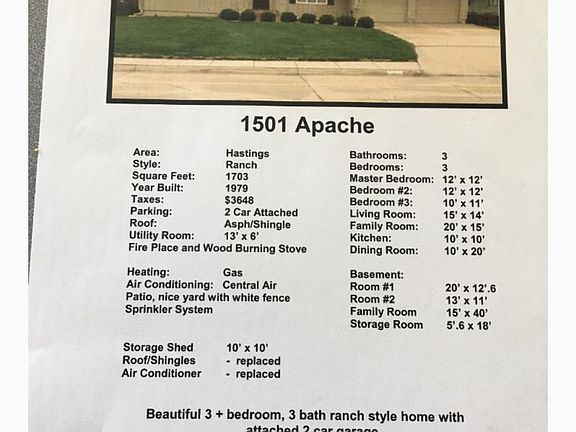 1501 Apache
Area: Hastings
Style: Ranch
Square Feet: 1703
Year Built: 1979
Taxes: $3648
Parking: 2 Car Attached
Roof: Asph/Shingle
Utility Room: 13' x 6'
Fire Place and Wood Burning Stove
Heating: Gas
Air Conditioning: Central Air
Patio, nice yard with white fence
Sprinkler System
Storage Shed 10' x 10'
Roof/Shingles - replaced
Air Conditioner - replaced
Bathrooms: 3
Bedrooms: 3
Master Bedroom: 12' x 12'
Bedroom #2: 12' x 12'
Bedroom #3: 10' x 11'
Living Room: 15' x 14'
Family Room: 20' x 15'
Kitchen: 10' x 10'
Dining Room: 10' x 20'
Basement:
Room #1 20' x 12'.6
Room #2 13' x 11'
Family Room 15' x 40'
Storage Room 5'.6 x 18'
Beautiful 3 + bedroom, 3 bath ranch style home with
attached 2 car garage